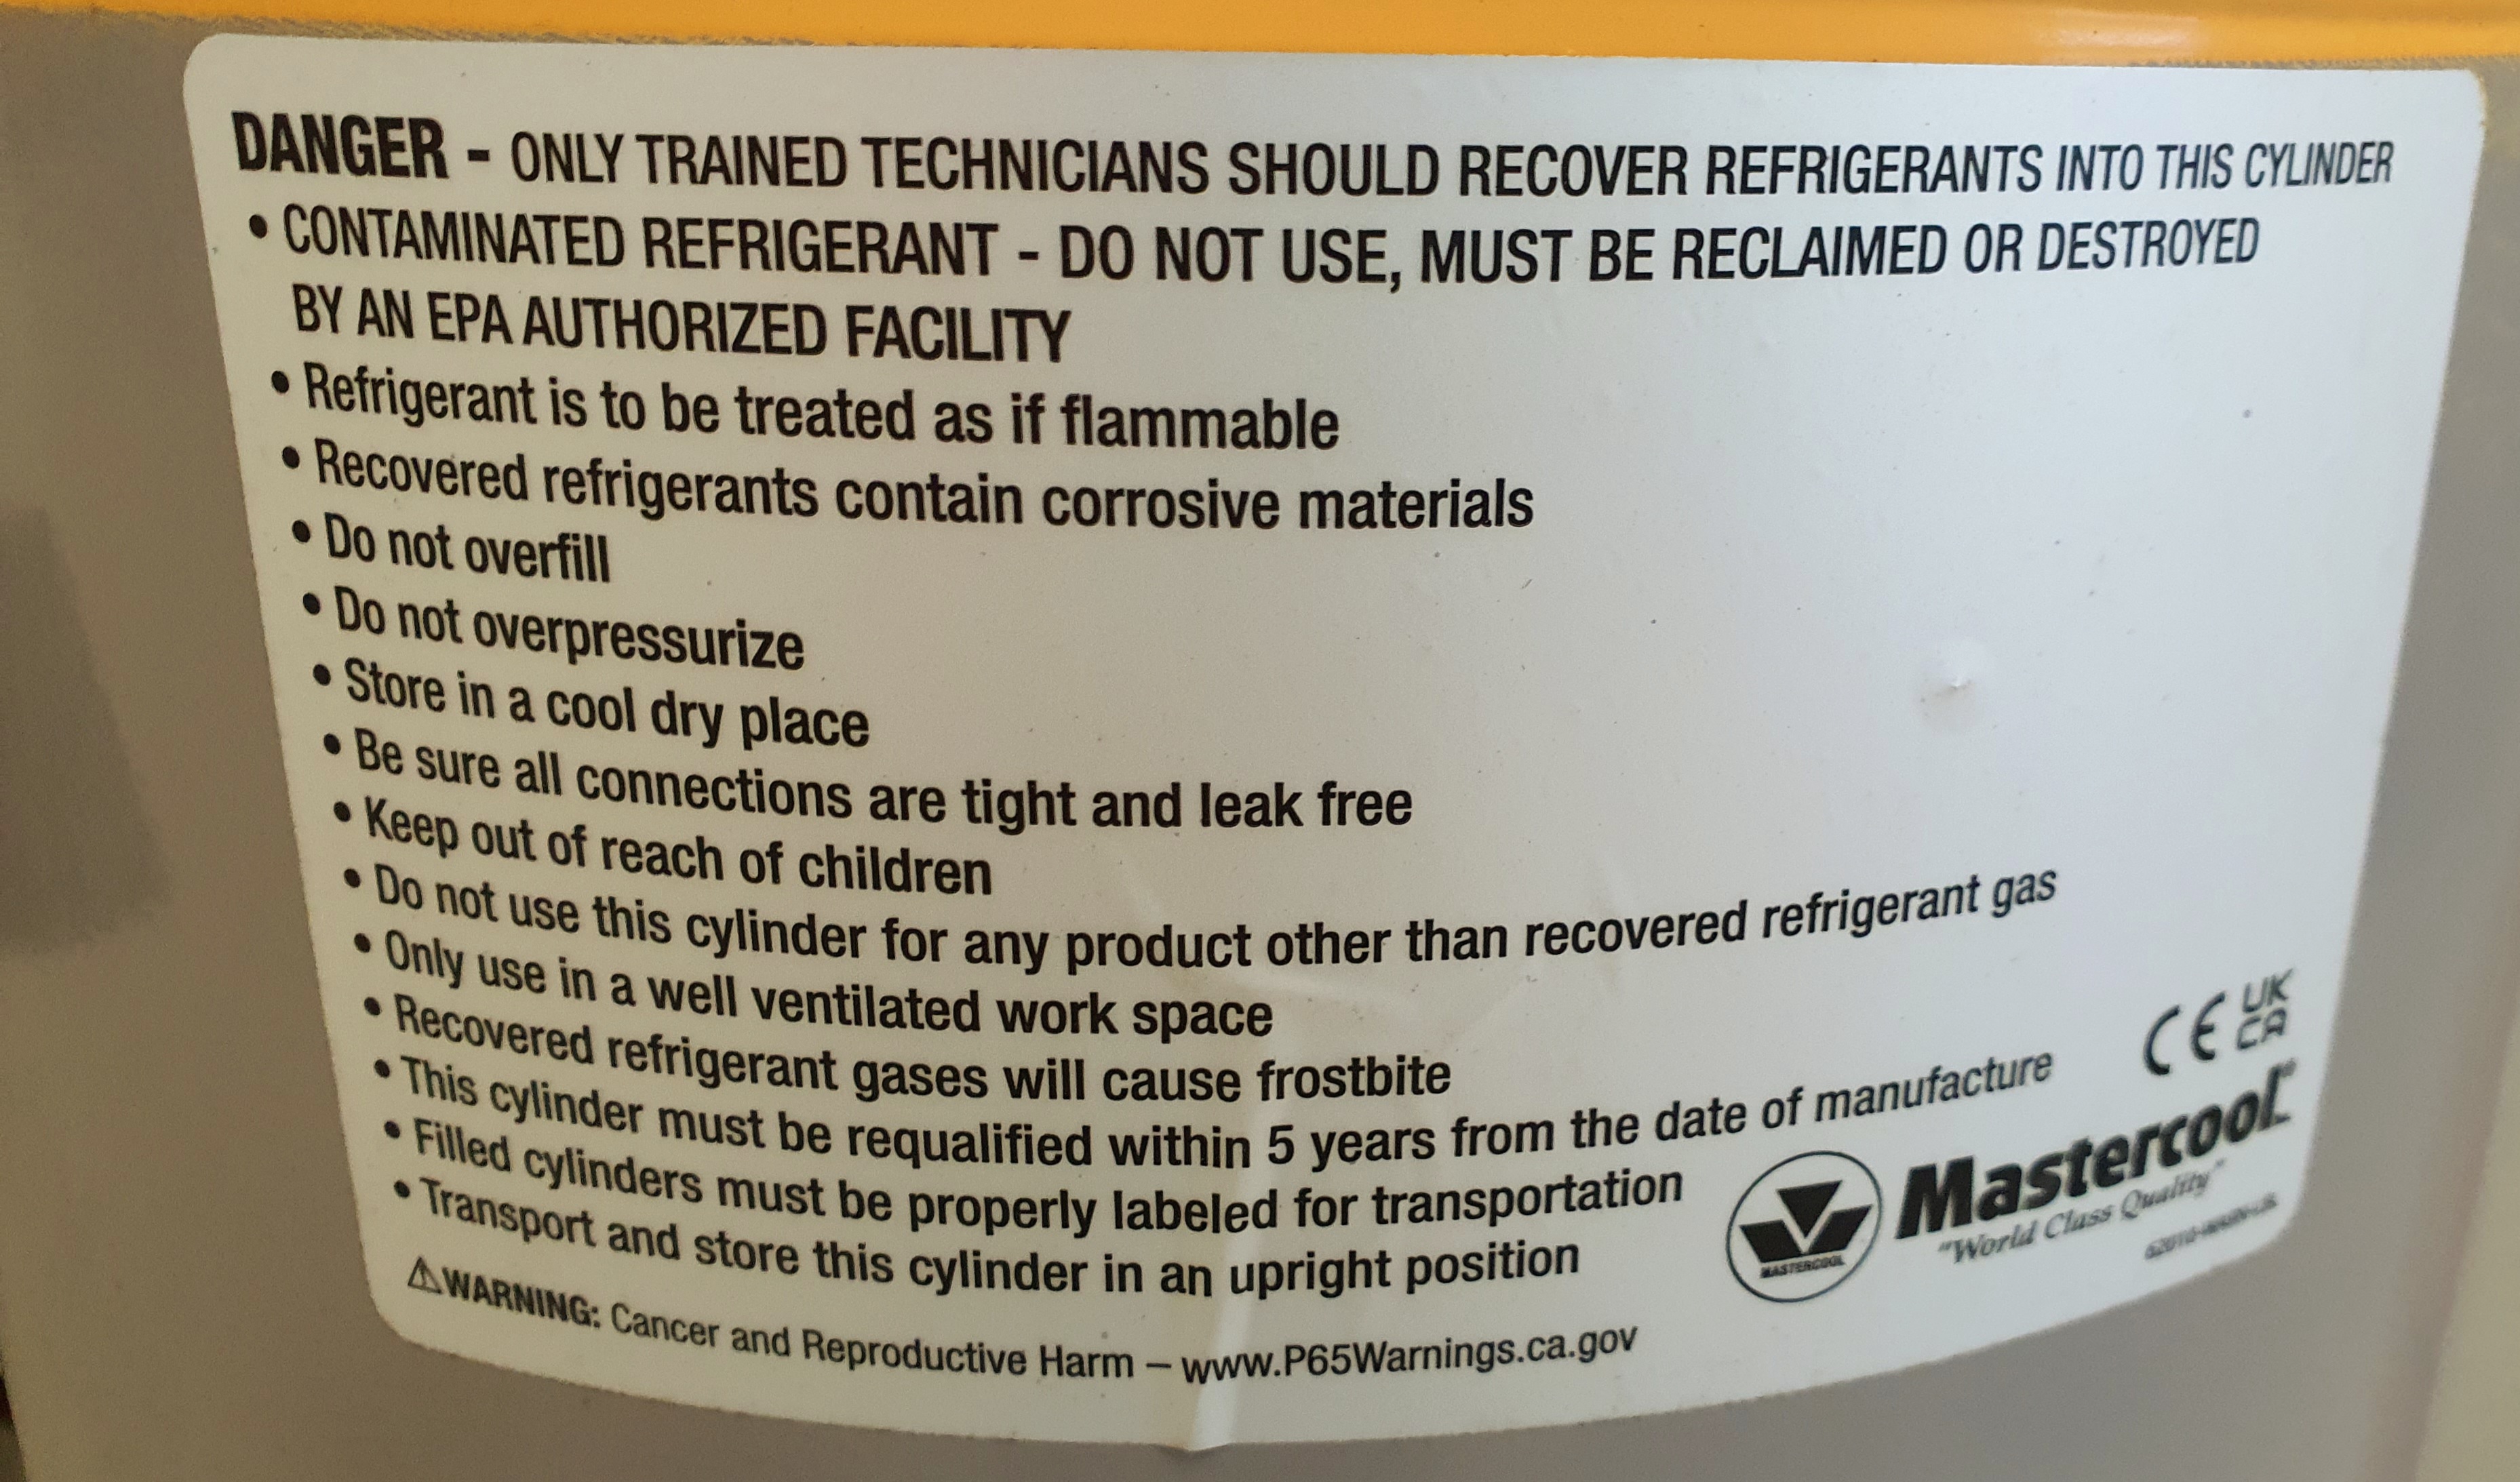 DANGER - ONLY TRAINED TECHNICIANS SHOULD RECOVER REFRIGERANTS INTO THIS CYLINDER
• CONTAMINATED REFRIGERANT - DO NOT USE, MUST BE RECLAIMED OR DESTROYED
BY AN EPA AUTHORIZED FACILITY
• Refrigerant is to be treated as if flammable
• Recovered refrigerants contain corrosive materials
• Do not overfill
• Do not overpressurize
• Store in a cool dry place
• Be sure all connections are tight and leak free
• Keep out of reach of children
• Do not use this cylinder for any product other than recovered refrigerant gas
• Only use in a well ventilated work space
• Recovered refrigerant gases will cause frostbite
• This cylinder must be requalified within 5 years from the date of manufacture
• Filled cylinders must be properly labeled for transportation
• Transport and store this cylinder in an upright position
⚠WARNING: Cancer and Reproductive Harm – www.P65Warnings.ca.gov
CE UK
CA
MASTERCOOL
Mastercool®
"World Class Quality"